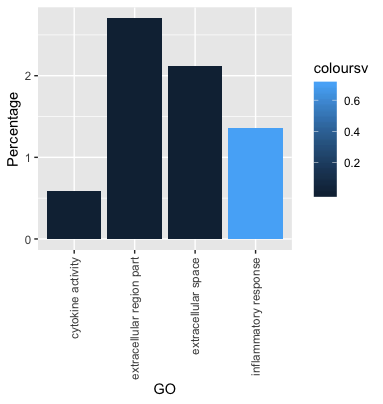 coloursv
0.6
0.4
0.2
Percentage
2
1
0
cytokine activity
extracellular region part
extracellular space
inflammatory response
GO